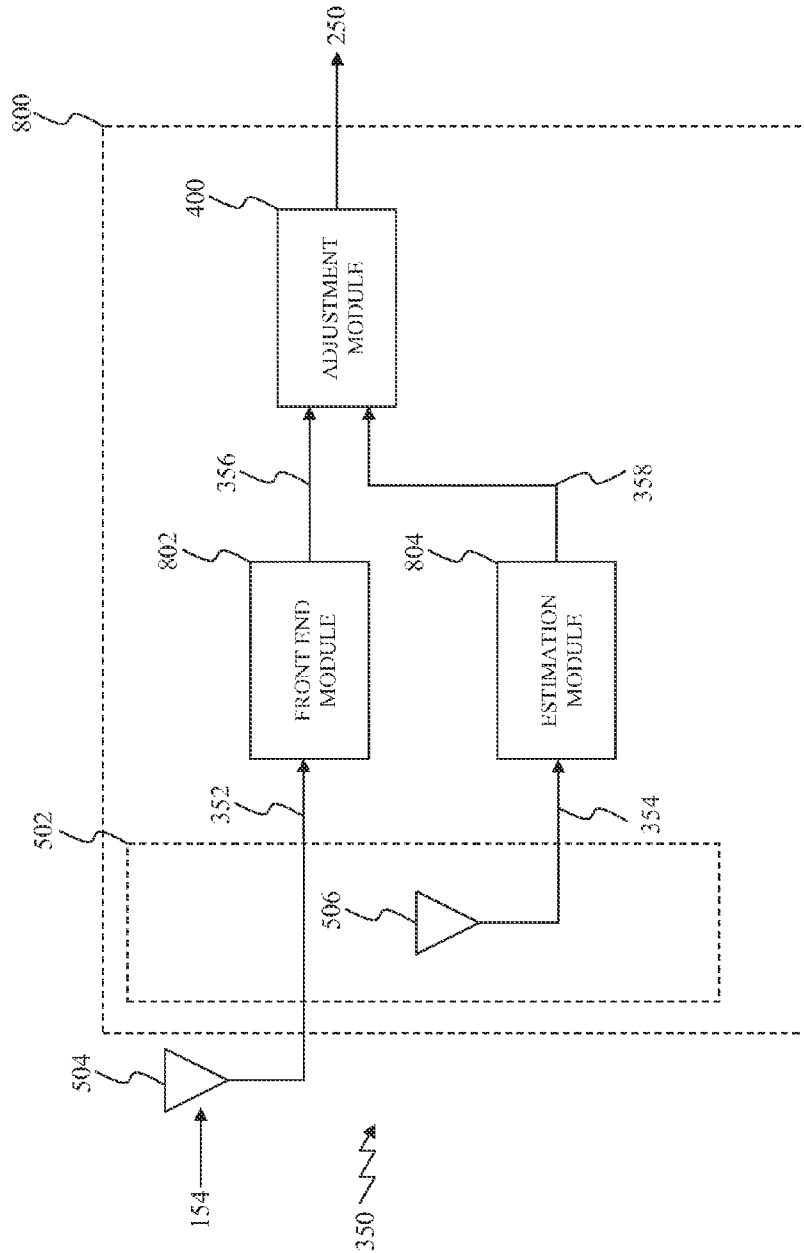 800
250
400
ADJUSTMENT
MODULE
356
358
802
FRONT END
MODULE
804
ESTIMATION
MODULE
352
354
502
506
504
154
350